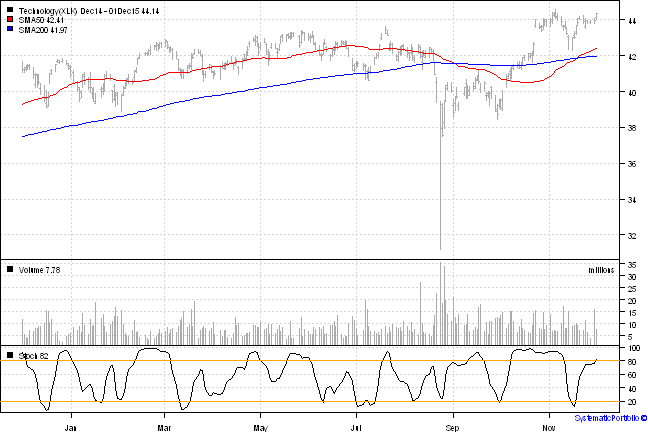 Technology(XLK) Dec14 - 01Dec15 44.14
SMA50 42.41
SMA200 41.97
44
42
40
38
36
34
32
Volume 7.78
millions
35
30
25
20
15
10
5
Stoch 82
100
80
60
40
20
Jan Mar May Jul Sep Nov
SystematicPortfolio ©